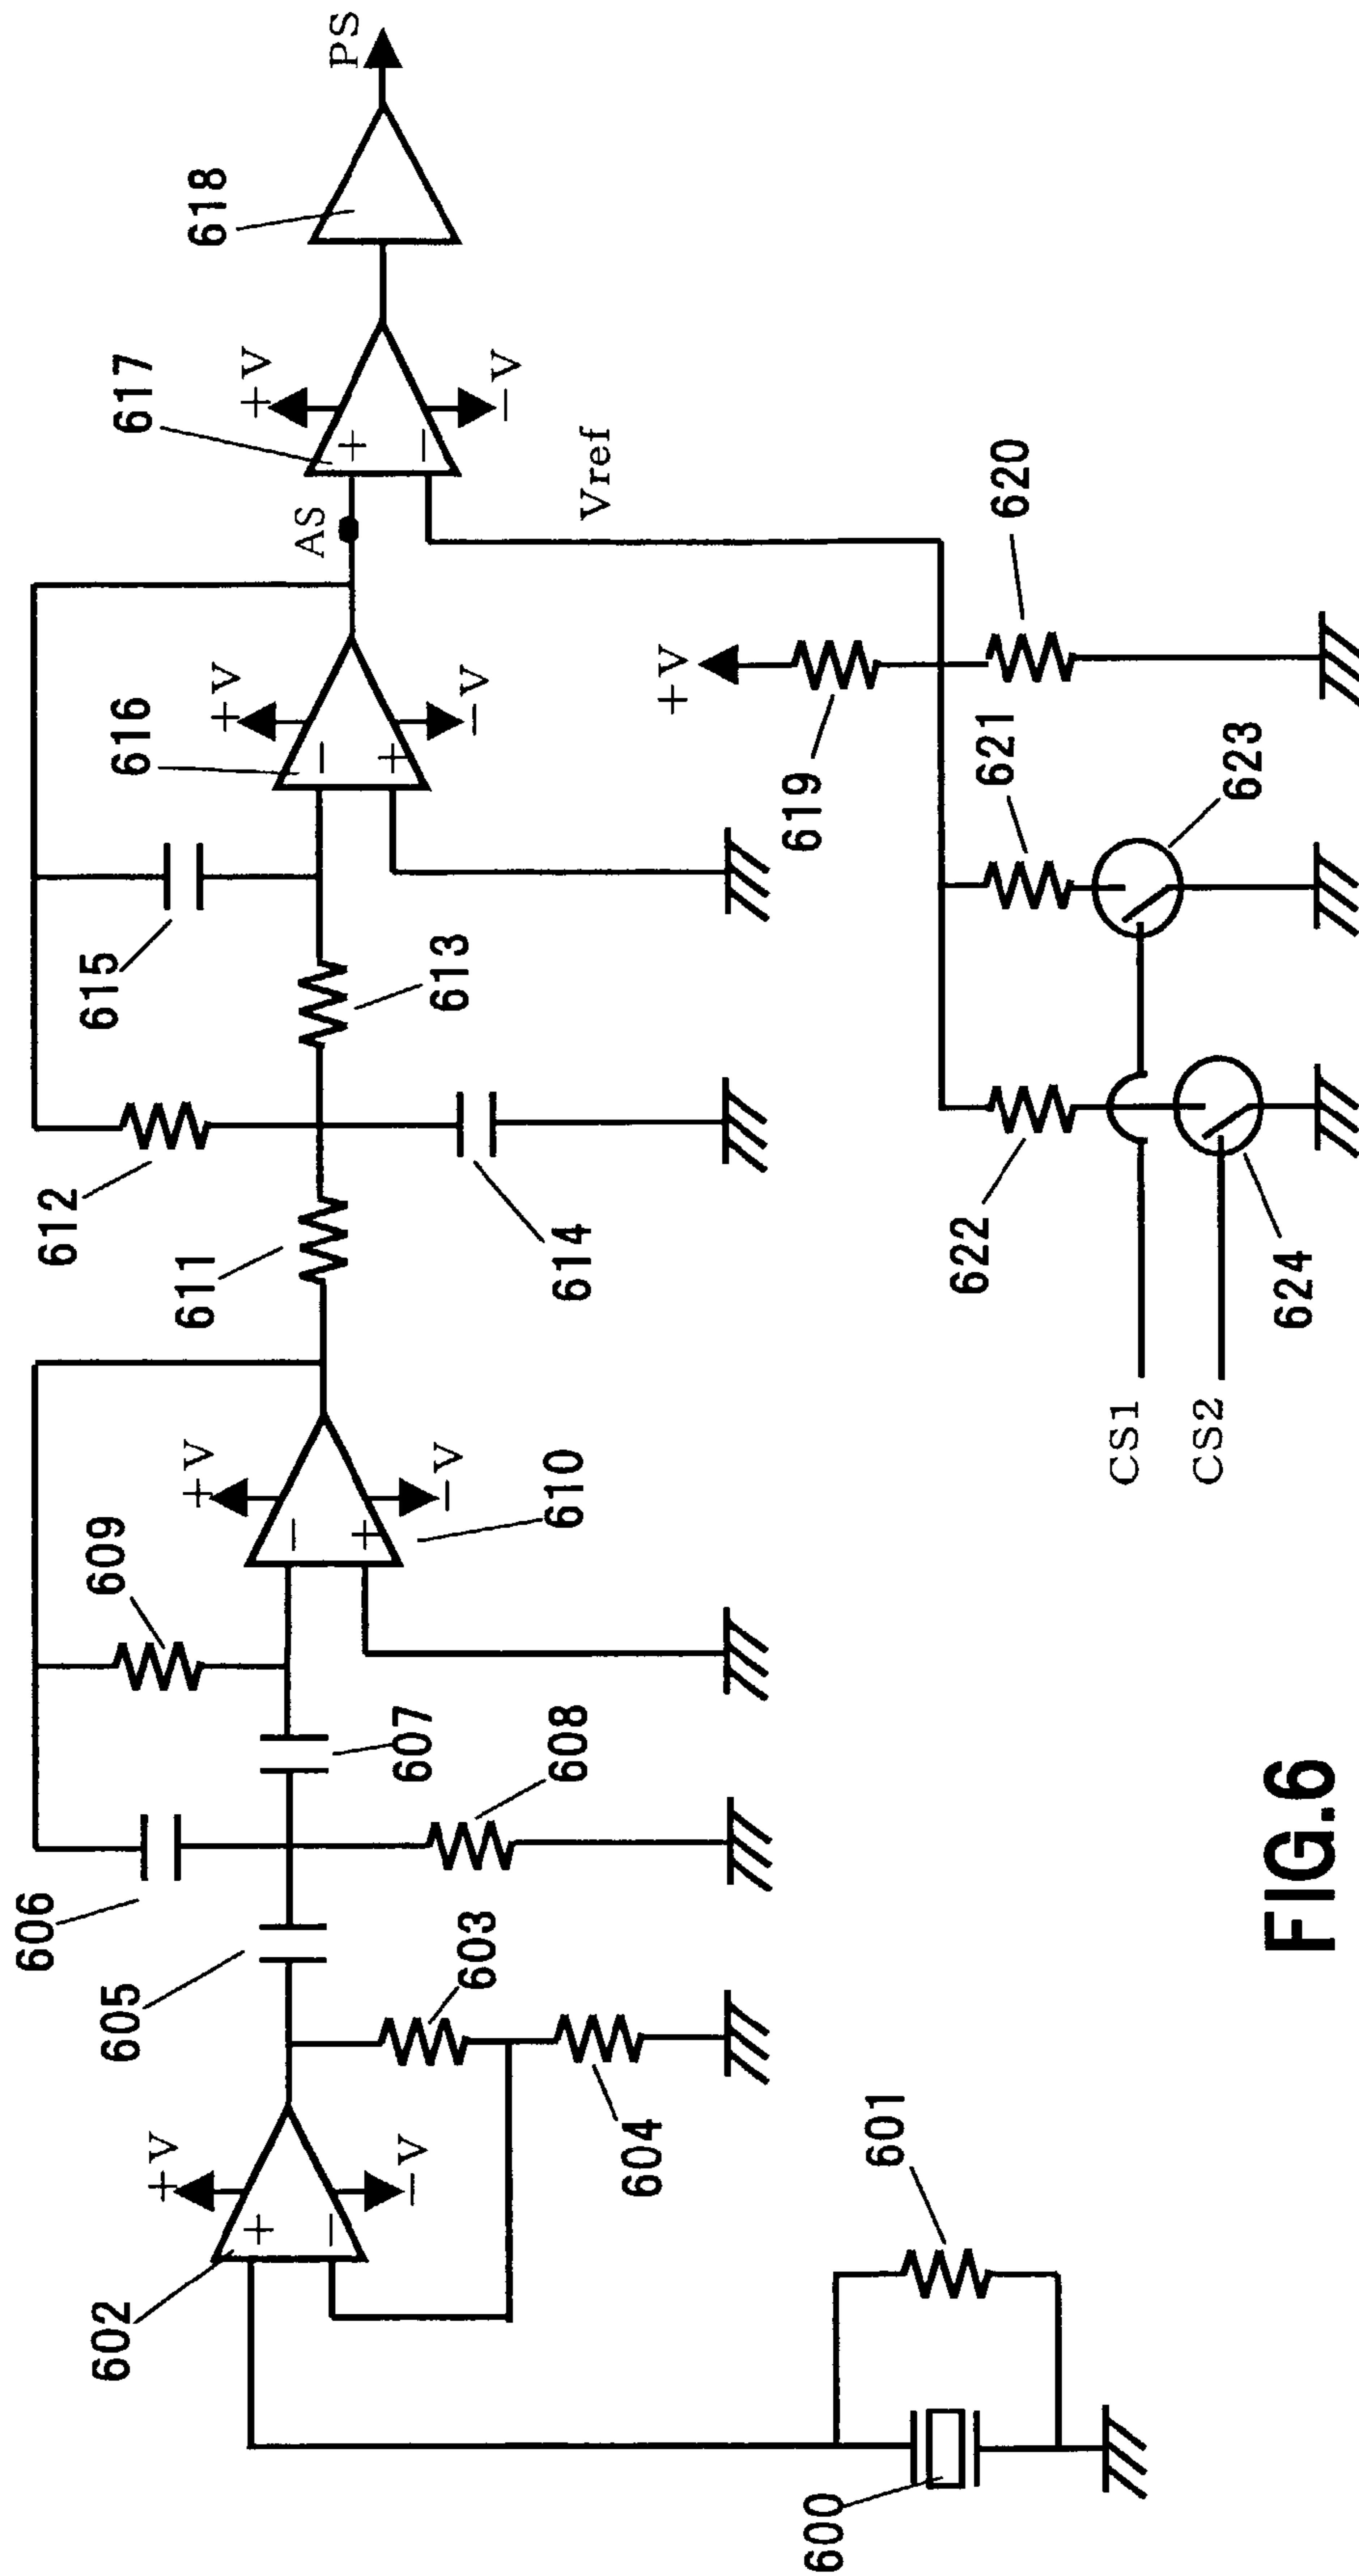 PS
618
+V
617
-V
AS
Vref
+V
616
-V
615
613
612
611
614
+V
619
620
621
623
622
624
CS1
CS2
+V
610
-V
609
607
608
606
605
603
604
+V
602
-V
601
600
+
-
-
+
-
+
+
-
FIG.6